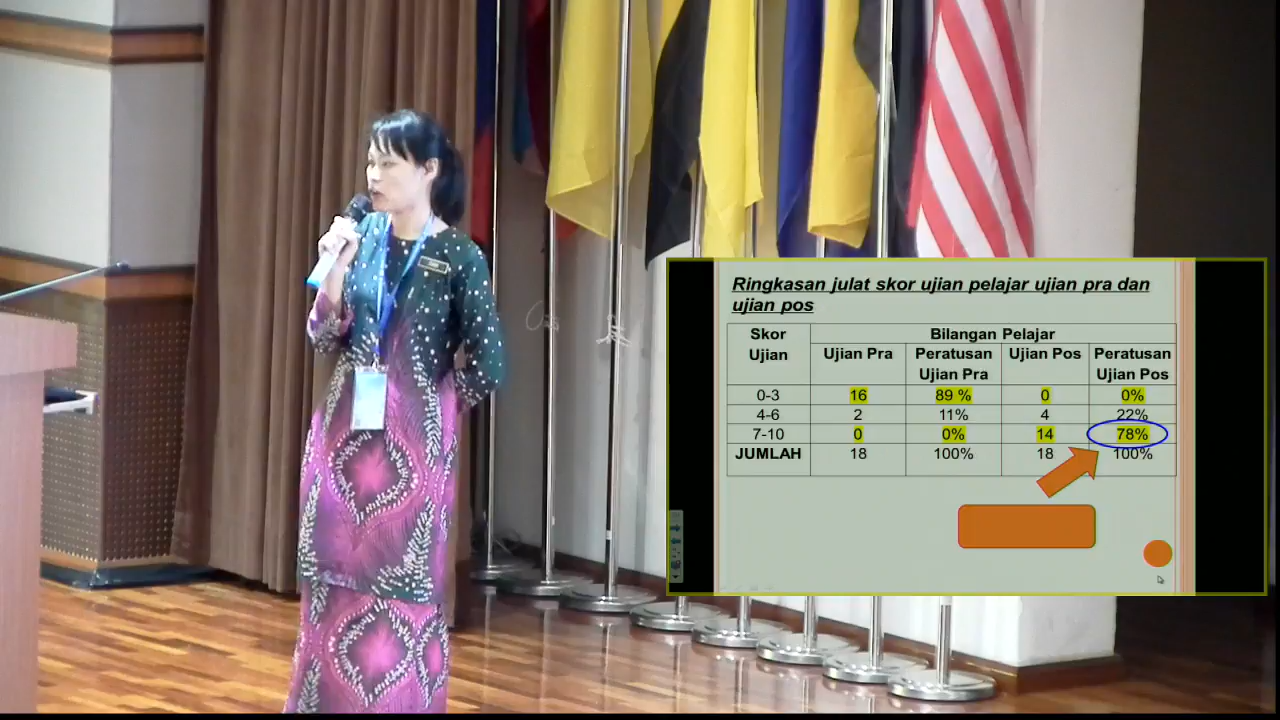 Ringkasan julat skor ujian pelajar ujian pra dan
ujian pos
Skor
Ujian
Bilangan Pelajar
Ujian Pra
Peratusan
Ujian Pra
Ujian Pos
Peratusan
Ujian Pos
0-3 16 89 % 0 0%
4-6 2 11% 4 22%
7-10 0 0% 14 78%
JUMLAH 18 100% 18 100%